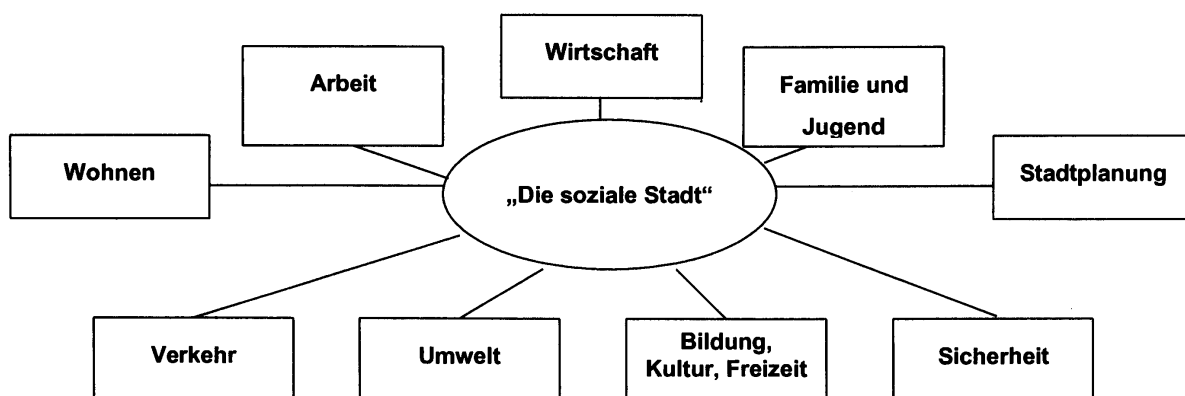 Wirtschaft
Arbeit
Familie und
Jugend
Wohnen
„Die soziale Stadt“
Stadtplanung
Verkehr
Umwelt
Bildung,
Kultur, Freizeit
Sicherheit